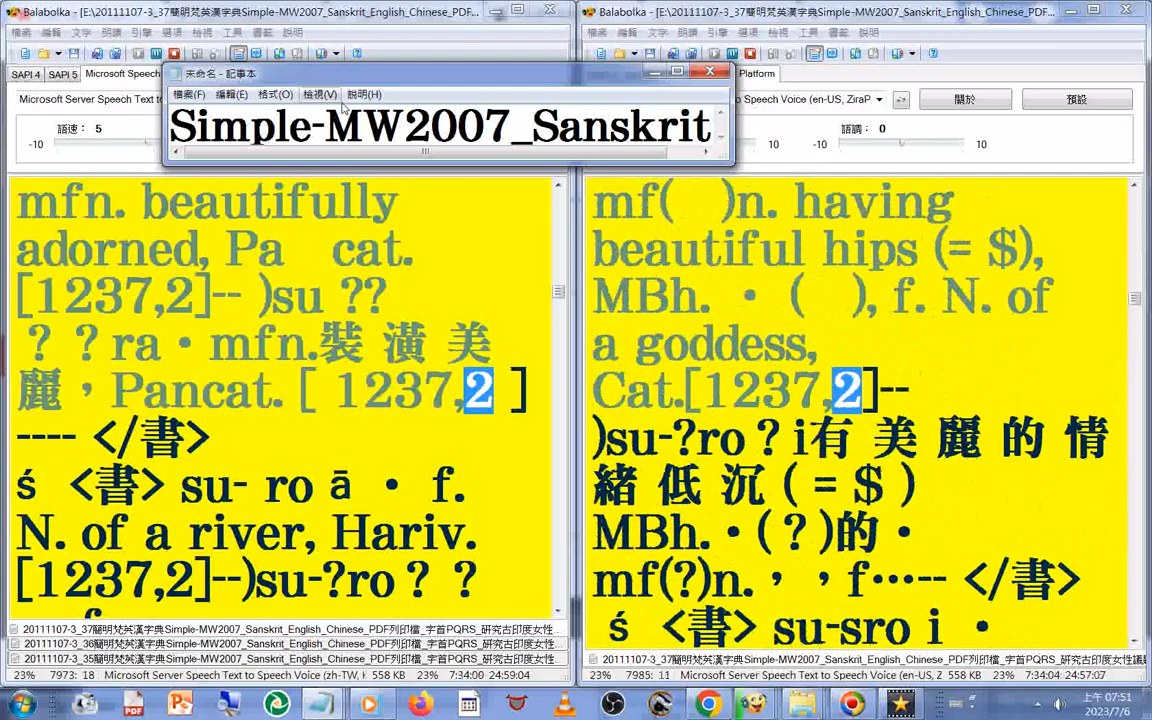 Balabolka - [E:\20111107-3_37簡明梵英漢字典Simple-MW2007_Sanskrit_English_Chinese_PDF...
檔案 編輯 文字 朗讀 引擎 選項 檢視 工具 書籤 說明
SAPI 4 SAPI 5 Microsoft Speech
Microsoft Server Speech Text to
語速： 5
-10
mfn. beautifully
adorned, Pa cat.
[1237,2]-- )su ??
? ? ra • mfn.裝 潢 美
麗，Pancat. [ 1237,2 ]
---- </書>
ś <書> su- ro ā • f.
N. of a river, Hariv.
[1237,2]--)su-?ro ? ?
20111107-3_37簡明梵英漢字典Simple-MW2007_Sanskrit_English_Chinese_PDF列印檔_字首PQRS_研究古印度女性...
20111107-3_36簡明梵英漢字典Simple-MW2007_Sanskrit_English_Chinese_PDF列印檔_字首PQRS_研究古印度女性...
20111107-3_35簡明梵英漢字典Simple-MW2007_Sanskrit_English_Chinese_PDF列印檔_字首PQRS_研究古印度女性...
23% 7973: 18 Microsoft Server Speech Text to Speech Voice (zh-TW, H 558 KB 7:34:00 24:59:04
未命名 - 記事本
檔案(F) 編輯(E) 格式(O) 檢視(V) 說明(H)
Simple-MW2007_Sanskrit
Balabolka - [E:\20111107-3_37簡明梵英漢字典Simple-MW2007_Sanskrit_English_Chinese_PDF...
檔案 編輯 文字 朗讀 引擎 選項 檢視 工具 書籤 說明
Platform
Speech Voice (en-US, ZiraP 關於 預設
語調： 0
10 -10 10
mf( )n. having
beautiful hips (= $),
MBh. • ( ), f. N. of
a goddess,
Cat.[1237,2]--
)su-?ro ? i有 美 麗 的 情
緒 低 沉 ( = $ )
MBh. • ( ? )的 •
mf(?)n.，，f…-- </書>
ś <書> su-sro i •
20111107-3_37簡明梵英漢字典Simple-MW2007_Sanskrit_English_Chinese_PDF列印檔_字首PQRS_研究古印度女性議
23% 7985: 11 Microsoft Server Speech Text to Speech Voice (en-US, Z 558 KB 7:34:00 24:57:07
上午 07:51
2023/7/6